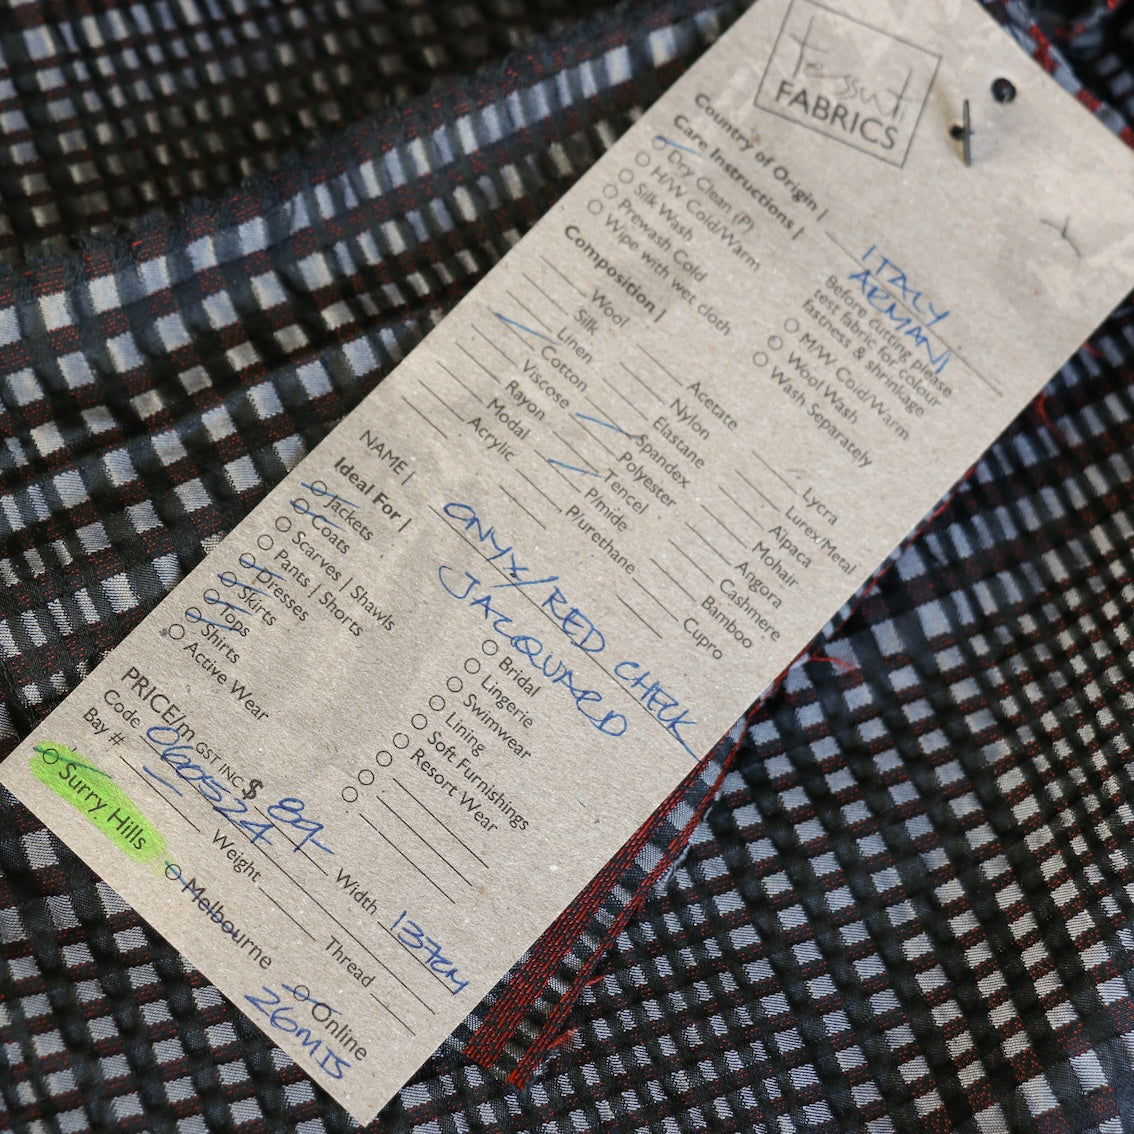 tessuti
FABRICS
Country of Origin | ITALY
ARMANI
Care Instructions |
Dry Clean (P)
H/W Cold/Warm
Silk Wash
Prewash Cold
Wipe with wet cloth
Before cutting please
test fabric for colour
fastness & shrinkage
M/W Cold/Warm
Wool Wash
Wash Separately
Composition |
Wool
Silk
Linen
Cotton
Viscose
Rayon
Modal
Acrylic
Acetate
Nylon
Elastane
Spandex
Polyester
Tencel
P/mide
P/urethane
Lycra
Lurex/Metal
Alpaca
Mohair
Angora
Cashmere
Bamboo
Cupro
NAME | ONYX/RED CHECK
JACQUARD
Ideal For |
Jackets
Coats
Scarves | Shawls
Pants | Shorts
Dresses
Skirts
Tops
Shirts
Active Wear
Bridal
Lingerie
Swimwear
Lining
Soft Furnishings
Resort Wear
PRICE/m GST INC $ 89-
Width 137cm
Code 060524
Weight
Thread
Bay #
Surry Hills
Melbourne
Online
26mts